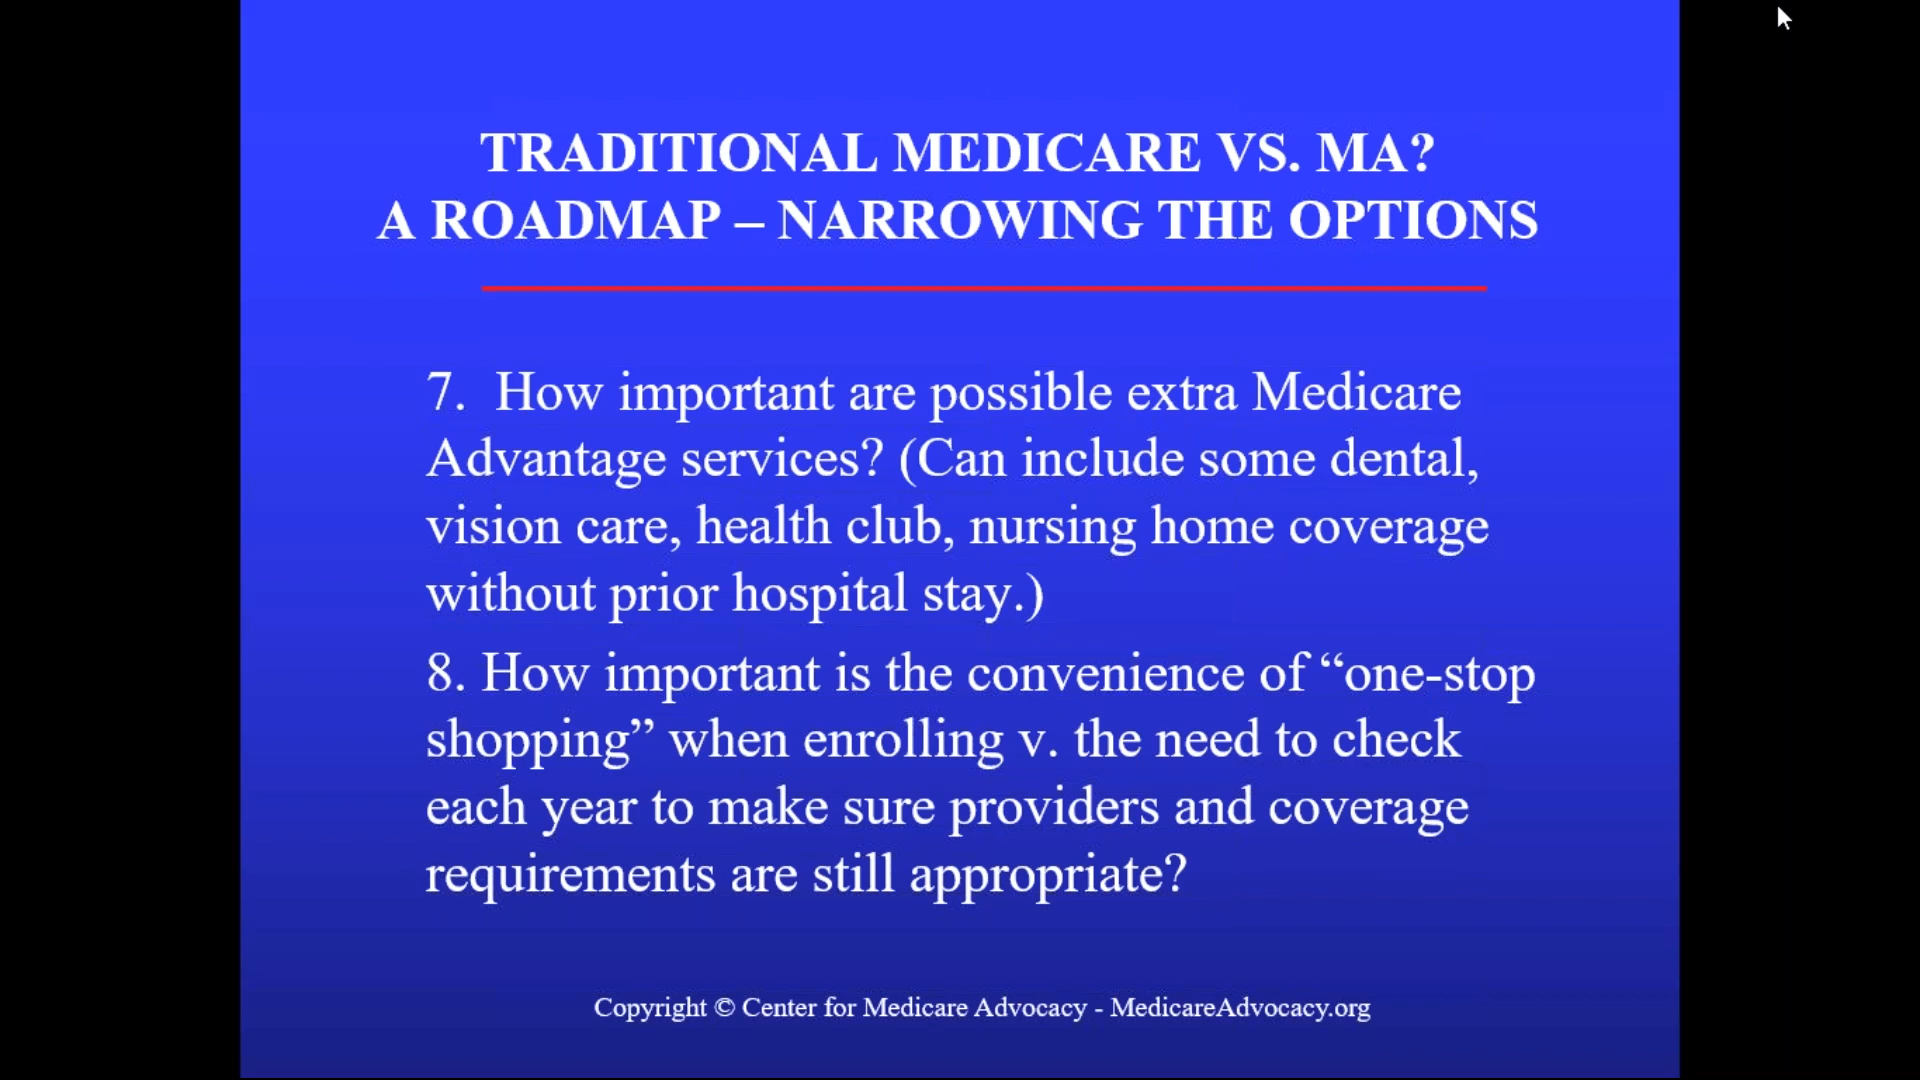 TRADITIONAL MEDICARE VS. MA?
A ROADMAP – NARROWING THE OPTIONS
7.  How important are possible extra Medicare
Advantage services? (Can include some dental,
vision care, health club, nursing home coverage
without prior hospital stay.)
8. How important is the convenience of “one-stop
shopping” when enrolling v. the need to check
each year to make sure providers and coverage
requirements are still appropriate?
Copyright © Center for Medicare Advocacy - MedicareAdvocacy.org